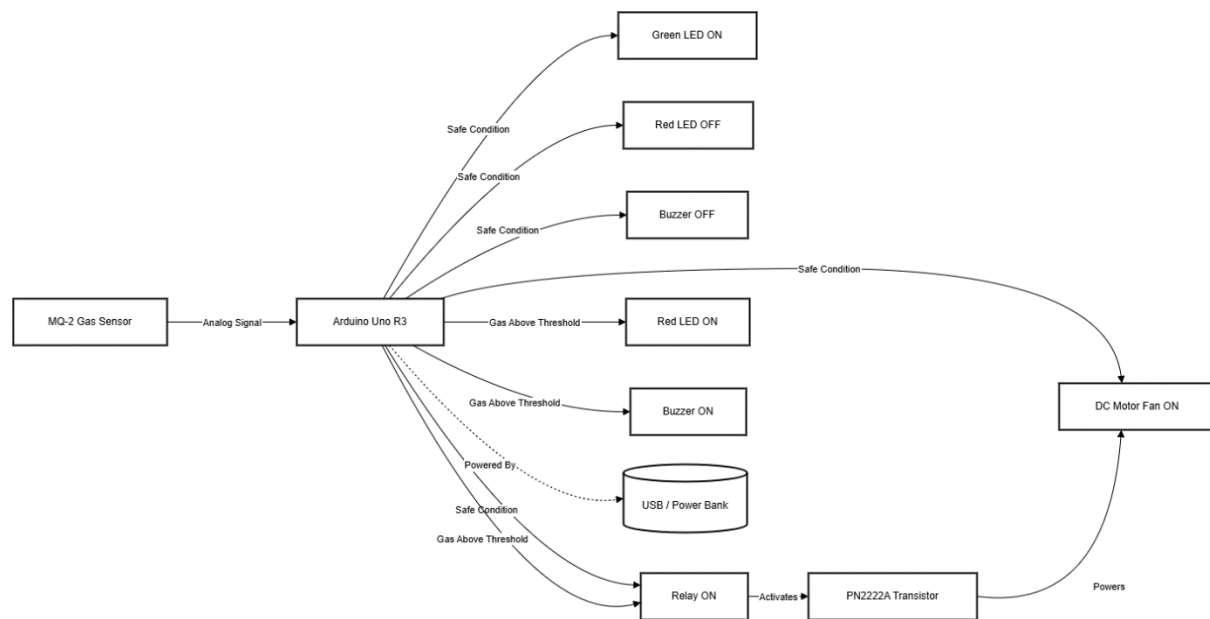 Green LED ON
Safe Condition
Red LED OFF
Safe Condition
Buzzer OFF
Safe Condition
Safe Condition
MQ-2 Gas Sensor
Analog Signal
Arduino Uno R3
Gas Above Threshold
Red LED ON
Gas Above Threshold
Buzzer ON
DC Motor Fan ON
Powered By
USB / Power Bank
Safe Condition
Gas Above Threshold
Relay ON
Activates
PN2222A Transistor
Powers